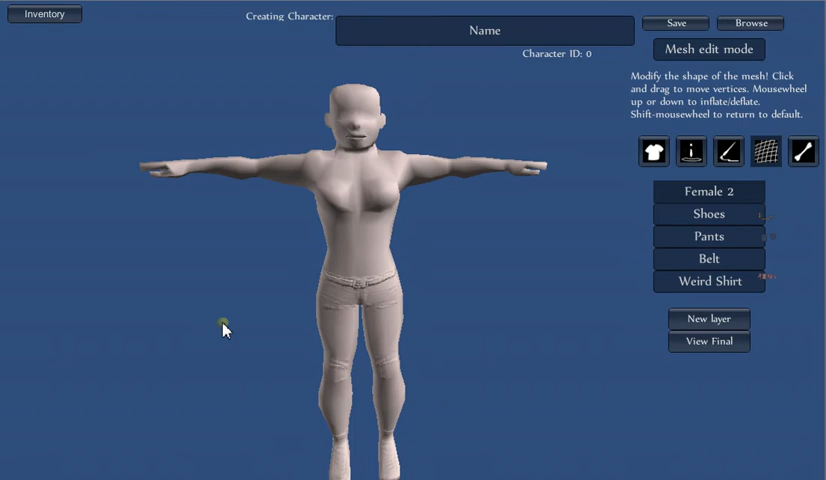 Inventory
Creating Character:
Name
Save
Browse
Character ID: 0
Mesh edit mode
Modify the shape of the mesh! Click
and drag to move vertices. Mousewheel
up or down to inflate/deflate.
Shift-mousewheel to return to default.
Female 2
Shoes
Pants
Belt
Weird Shirt
New layer
View Final